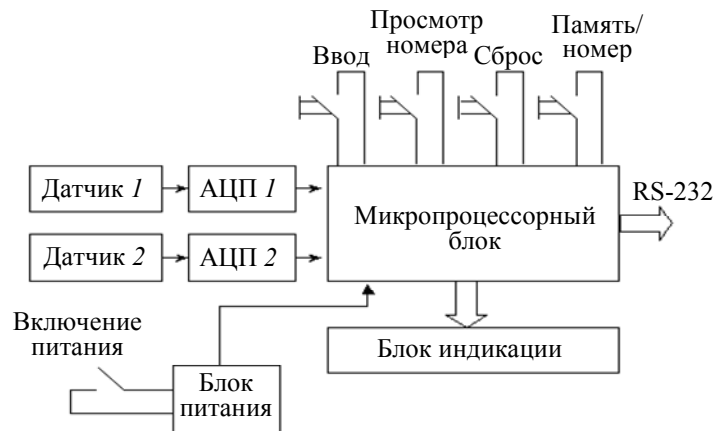 Ввод
Просмотр
номера
Сброс
Память/
номер
Датчик 1
АЦП 1
Микропроцессорный
блок
RS-232
Датчик 2
АЦП 2
Включение
питания
Блок
питания
Блок индикации